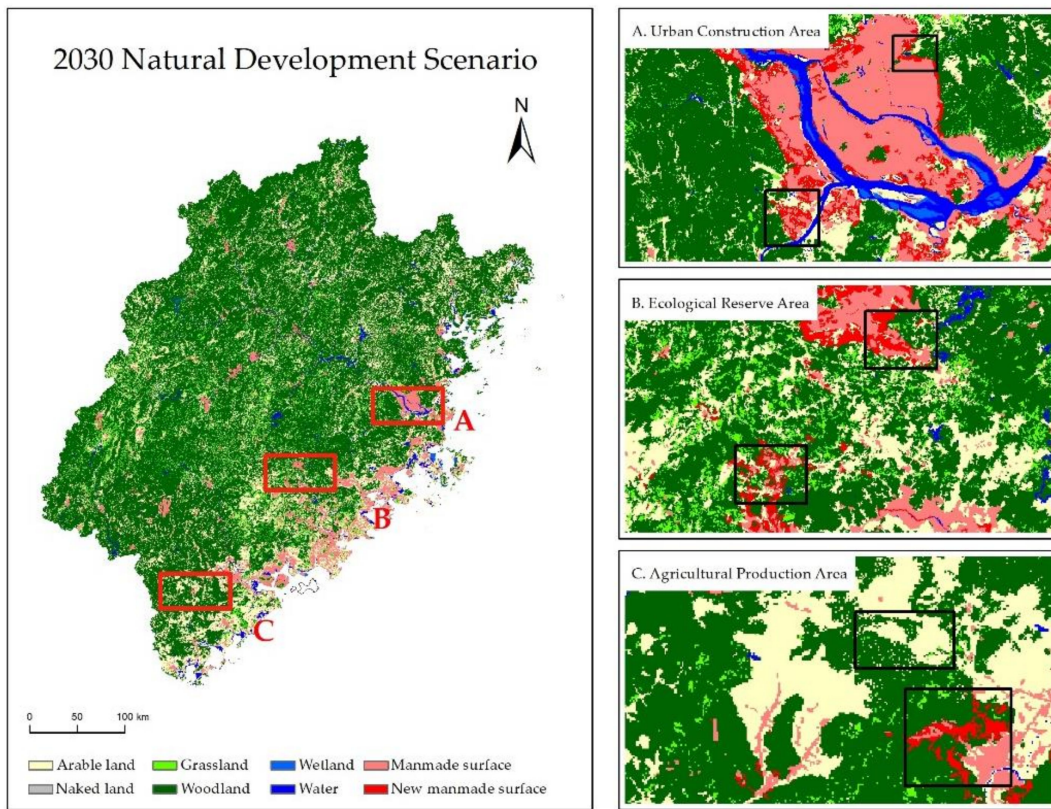 2030 Natural Development Scenario
N
A
B
C
0 50 100 km
Arable land Grassland Wetland Manmade surface
Naked land Woodland Water New manmade surface
A. Urban Construction Area
B. Ecological Reserve Area
C. Agricultural Production Area